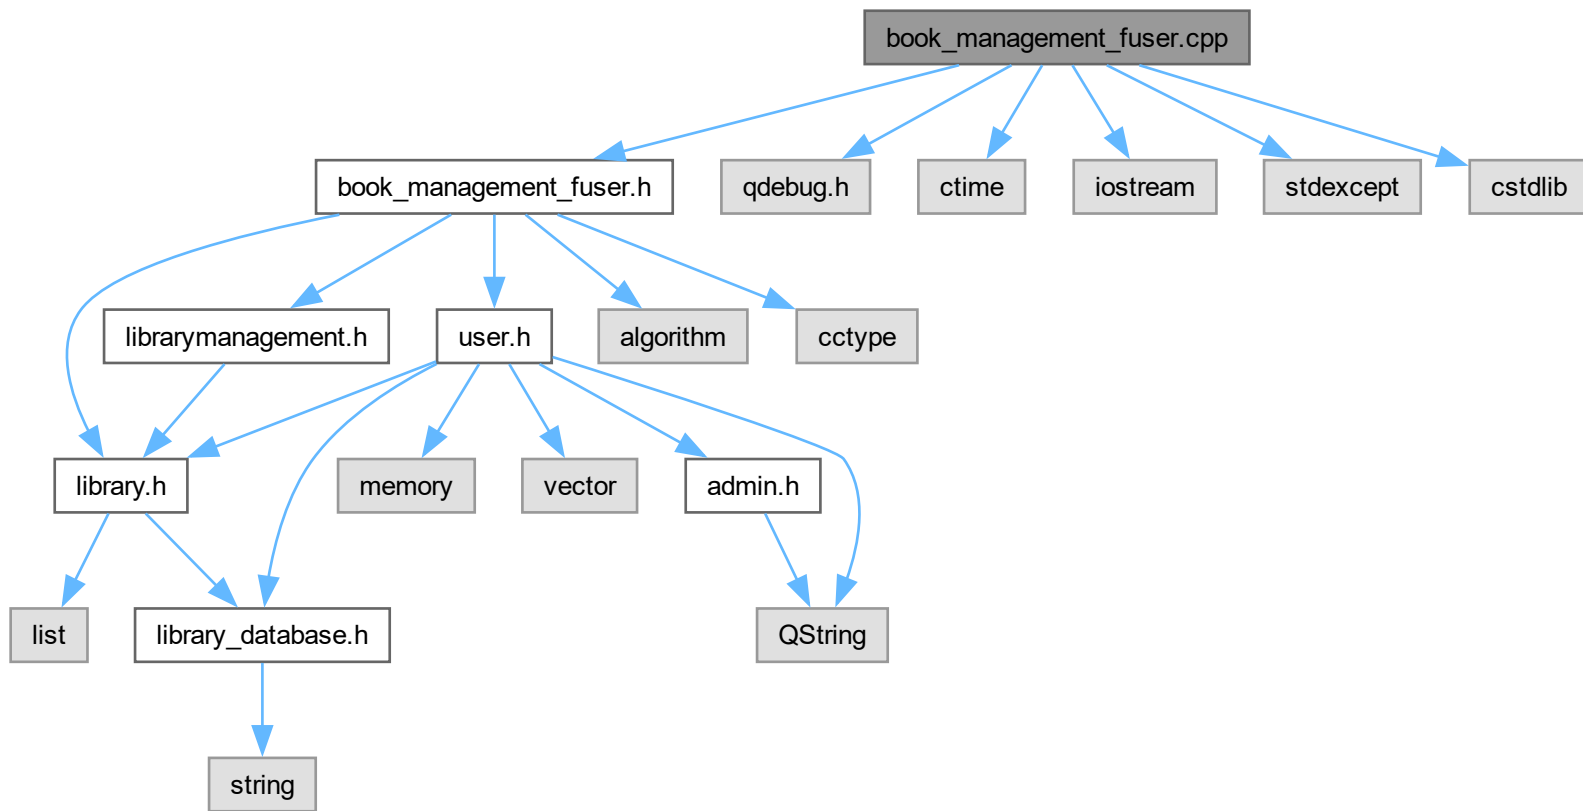 book_management_fuser.cpp
book_management_fuser.h
qdebug.h
ctime
iostream
stdexcept
cstdlib
librarymanagement.h
user.h
algorithm
cctype
library.h
memory
vector
admin.h
list
library_database.h
QString
string